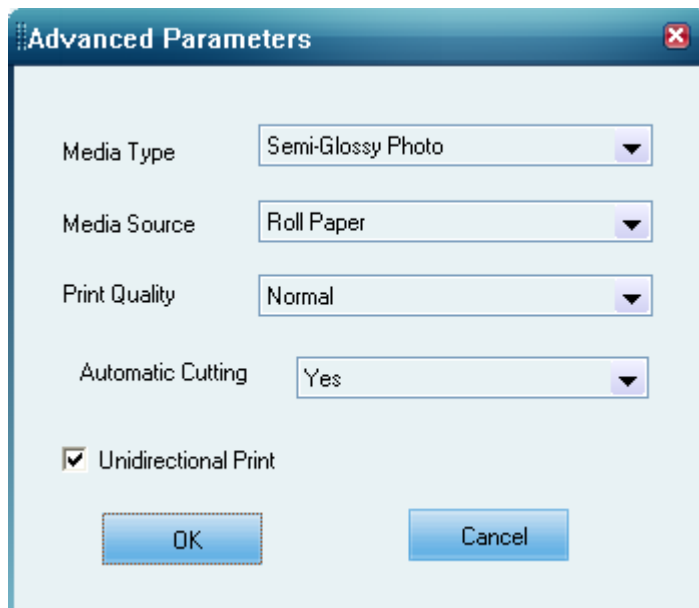 Advanced Parameters
Media Type Semi-Glossy Photo
Media Source Roll Paper
Print Quality Normal
Automatic Cutting Yes
Unidirectional Print
OK Cancel